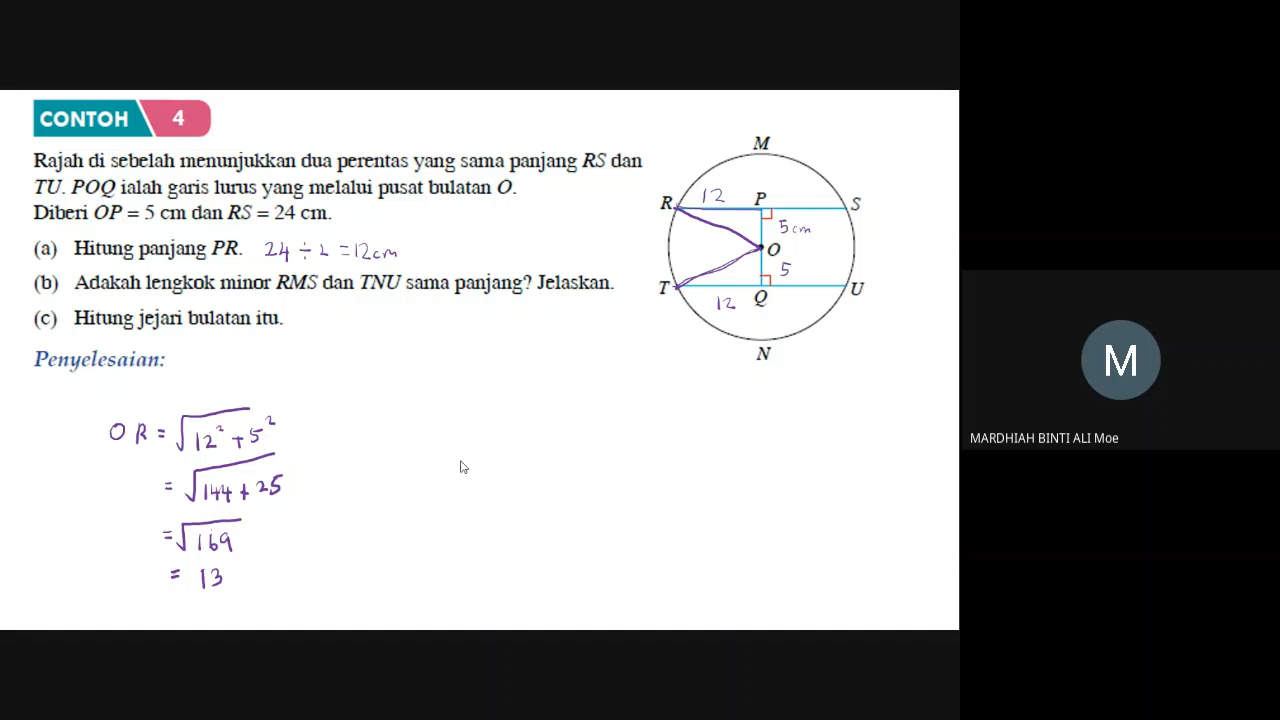 CONTOH 4
Rajah di sebelah menunjukkan dua perentas yang sama panjang RS dan
TU. POQ ialah garis lurus yang melalui pusat bulatan O.
Diberi OP = 5 cm dan RS = 24 cm.
(a) Hitung panjang PR. 24 ÷ 2 = 12cm
(b) Adakah lengkok minor RMS dan TNU sama panjang? Jelaskan.
(c) Hitung jejari bulatan itu.
Penyelesaian:
OR = √12² + 5²
= √144 + 25
= √169
= 13
M
R 12 P S
5 cm
O
5
T 12 Q U
N
M
MARDHIAH BINTI ALI Moe